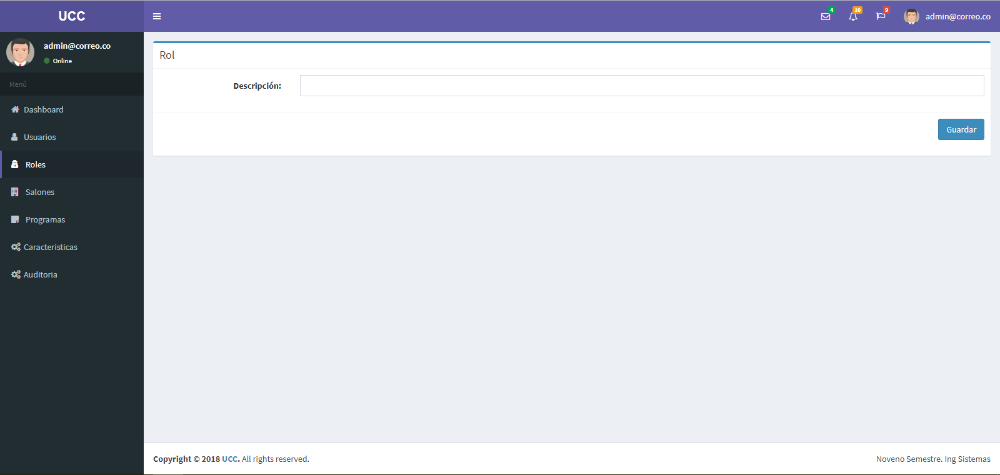 UCC
4
10
9
admin@correo.co
admin@correo.co
Online
Menú
Dashboard
Usuarios
Roles
Salones
Programas
Caracteristicas
Auditoria
Rol
Descripción:
Guardar
Copyright © 2018 UCC. All rights reserved.
Noveno Semestre. Ing Sistemas